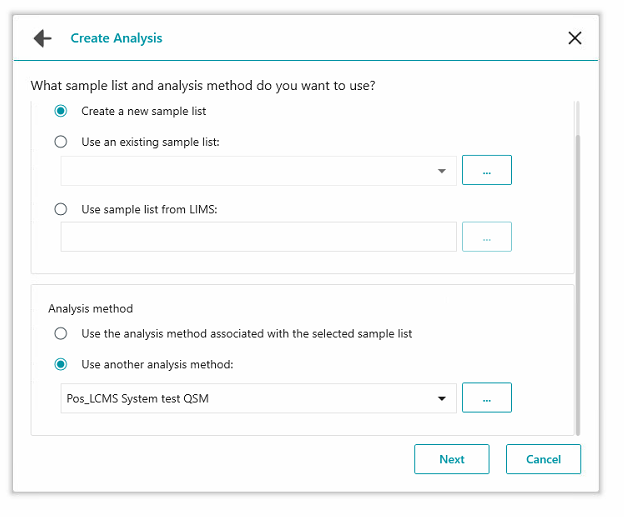 Create Analysis
What sample list and analysis method do you want to use?
Create a new sample list
Use an existing sample list:
...
Use sample list from LIMS:
...
Analysis method
Use the analysis method associated with the selected sample list
Use another analysis method:
Pos_LCMS System test QSM
...
Next
Cancel